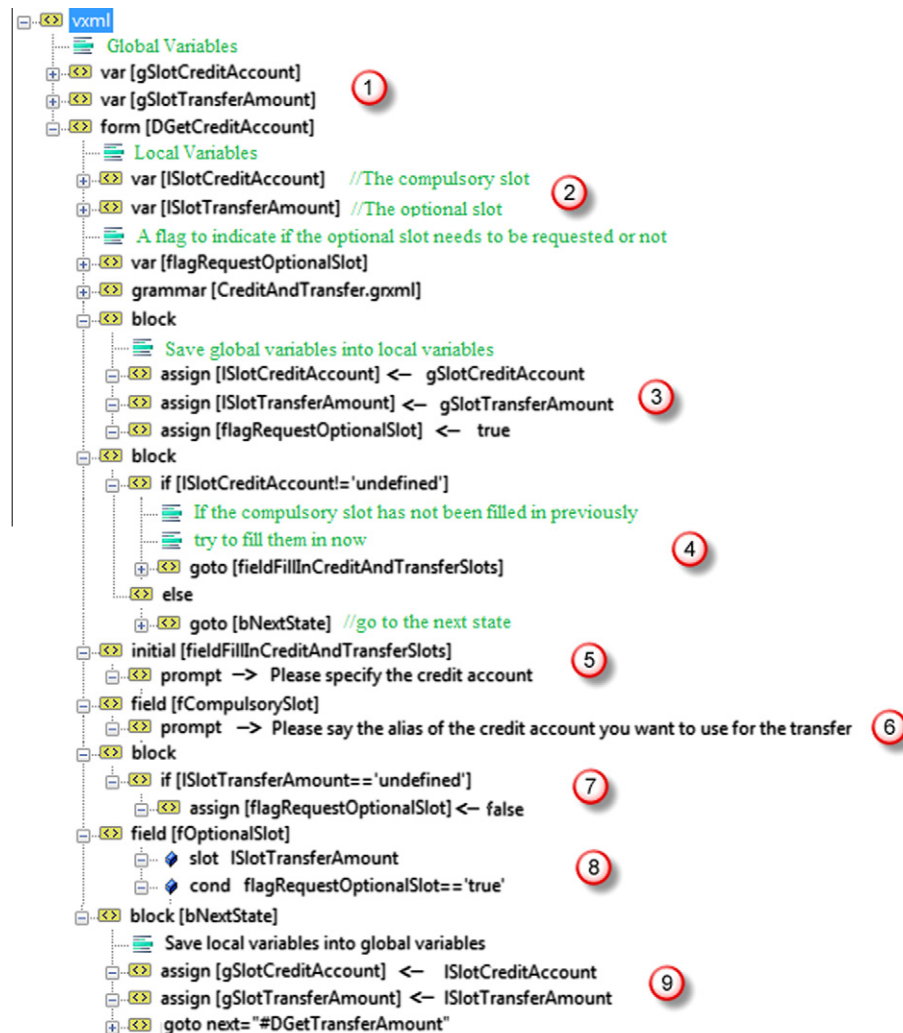 vxml
Global Variables
var [gSlotCreditAccount]
var [gSlotTransferAmount]
1
form [DGetCreditAccount]
Local Variables
var [lSlotCreditAccount] //The compulsory slot
var [lSlotTransferAmount] //The optional slot
2
A flag to indicate if the optional slot needs to be requested or not
var [flagRequestOptionalSlot]
grammar [CreditAndTransfer.grxml]
block
Save global variables into local variables
assign [lSlotCreditAccount] <– gSlotCreditAccount
assign [lSlotTransferAmount] <– gSlotTransferAmount
3
assign [flagRequestOptionalSlot] <– true
block
if [lSlotCreditAccount!='undefined']
If the compulsory slot has not been filled in previously
try to fill them in now
4
goto [fieldFillInCreditAndTransferSlots]
else
goto [bNextState] //go to the next state
initial [fieldFillInCreditAndTransferSlots]
5
prompt –> Please specify the credit account
field [fCompulsorySlot]
prompt –> Please say the alias of the credit account you want to use for the transfer
6
block
if [lSlotTransferAmount=='undefined']
7
assign [flagRequestOptionalSlot] <– false
field [fOptionalSlot]
slot lSlotTransferAmount
8
cond flagRequestOptionalSlot=='true'
block [bNextState]
Save local variables into global variables
assign [gSlotCreditAccount] <– lSlotCreditAccount
9
assign [gSlotTransferAmount] <– lSlotTransferAmount
goto next="#DGetTransferAmount"